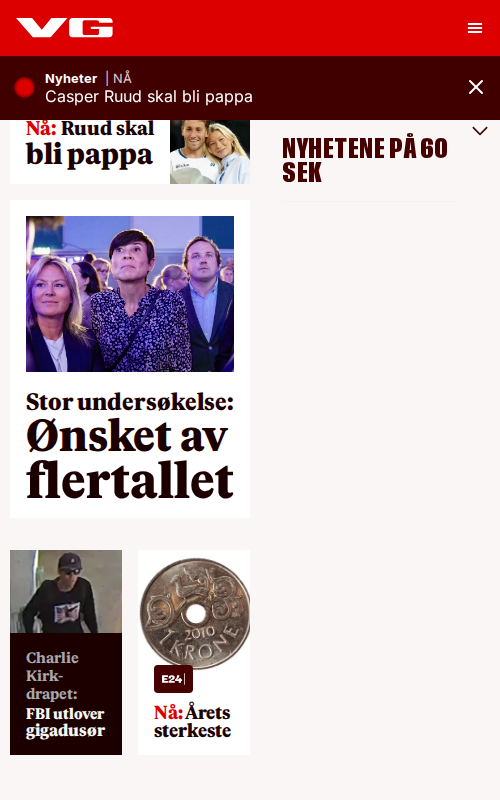 VG
Nyheter | NÅ
Casper Ruud skal bli pappa
Nå: Ruud skal
bli pappa
NYHETENE PÅ 60
SEK
Stor undersøkelse:
Ønsket av
flertallet
Charlie
Kirk-
drapet:
FBI utlover
gigadusør
2010
1 KRONE
E24
Nå: Årets
sterkeste